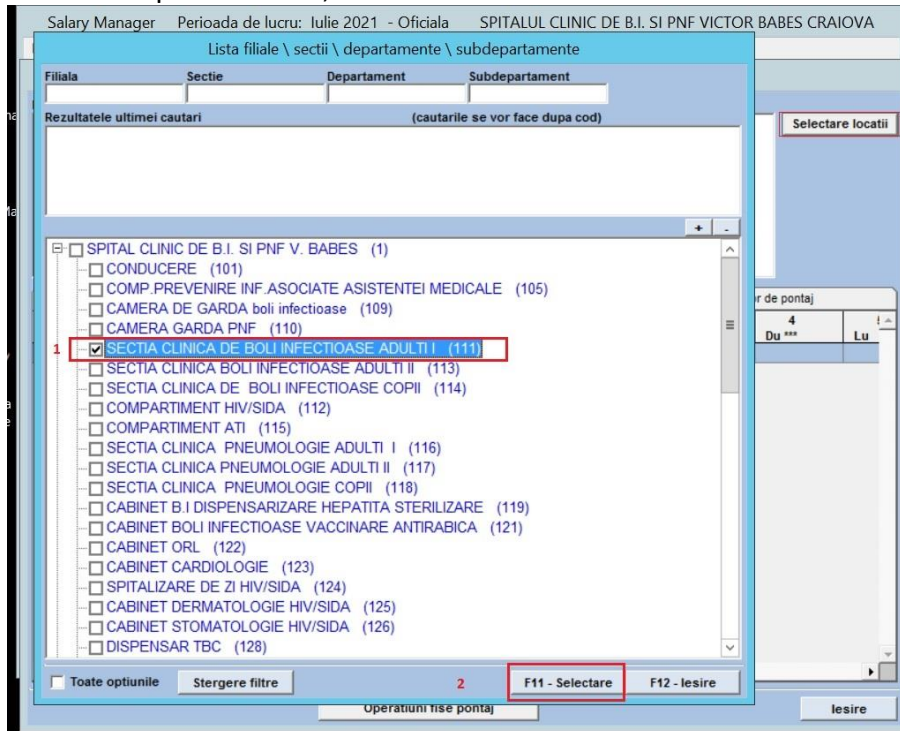 Salary Manager Perioada de lucru: Iulie 2021 - Oficiala SPITALUL CLINIC DE B.I. SI PNF VICTOR BABES CRAIOVA
Lista filiale \ sectii \ departamente \ subdepartamente
Filiala Sectie Departament Subdepartament
Rezultatele ultimei cautari (cautarile se vor face dupa cod)
Selectare locatii
+ -
SPITAL CLINIC DE B.I. SI PNF V. BABES (1)
CONDUCERE (101)
COMP.PREVENIRE INF.ASOCIATE ASISTENTEI MEDICALE (105)
CAMERA DE GARDA boli infectioase (109)
CAMERA GARDA PNF (110)
1 SECTIA CLINICA DE BOLI INFECTIOASE ADULTI I (111)
SECTIA CLINICA BOLI INFECTIOASE ADULTI II (113)
SECTIA CLINICA DE BOLI INFECTIOASE COPII (114)
COMPARTIMENT HIV/SIDA (112)
COMPARTIMENT ATI (115)
SECTIA CLINICA PNEUMOLOGIE ADULTI I (116)
SECTIA CLINICA PNEUMOLOGIE ADULTI II (117)
SECTIA CLINICA PNEUMOLOGIE COPII (118)
CABINET B.I DISPENSARIZARE HEPATITA STERILIZARE (119)
CABINET BOLI INFECTIOASE VACCINARE ANTIRABICA (121)
CABINET ORL (122)
CABINET CARDIOLOGIE (123)
SPITALIZARE DE ZI HIV/SIDA (124)
CABINET DERMATOLOGIE HIV/SIDA (125)
CABINET STOMATOLOGIE HIV/SIDA (126)
DISPENSAR TBC (128)
r de pontaj
4
Du *** Lu
Toate optiunile Stergere filtre 2 F11 - Selectare F12 - Iesire
Operatiuni fise pontaj Iesire